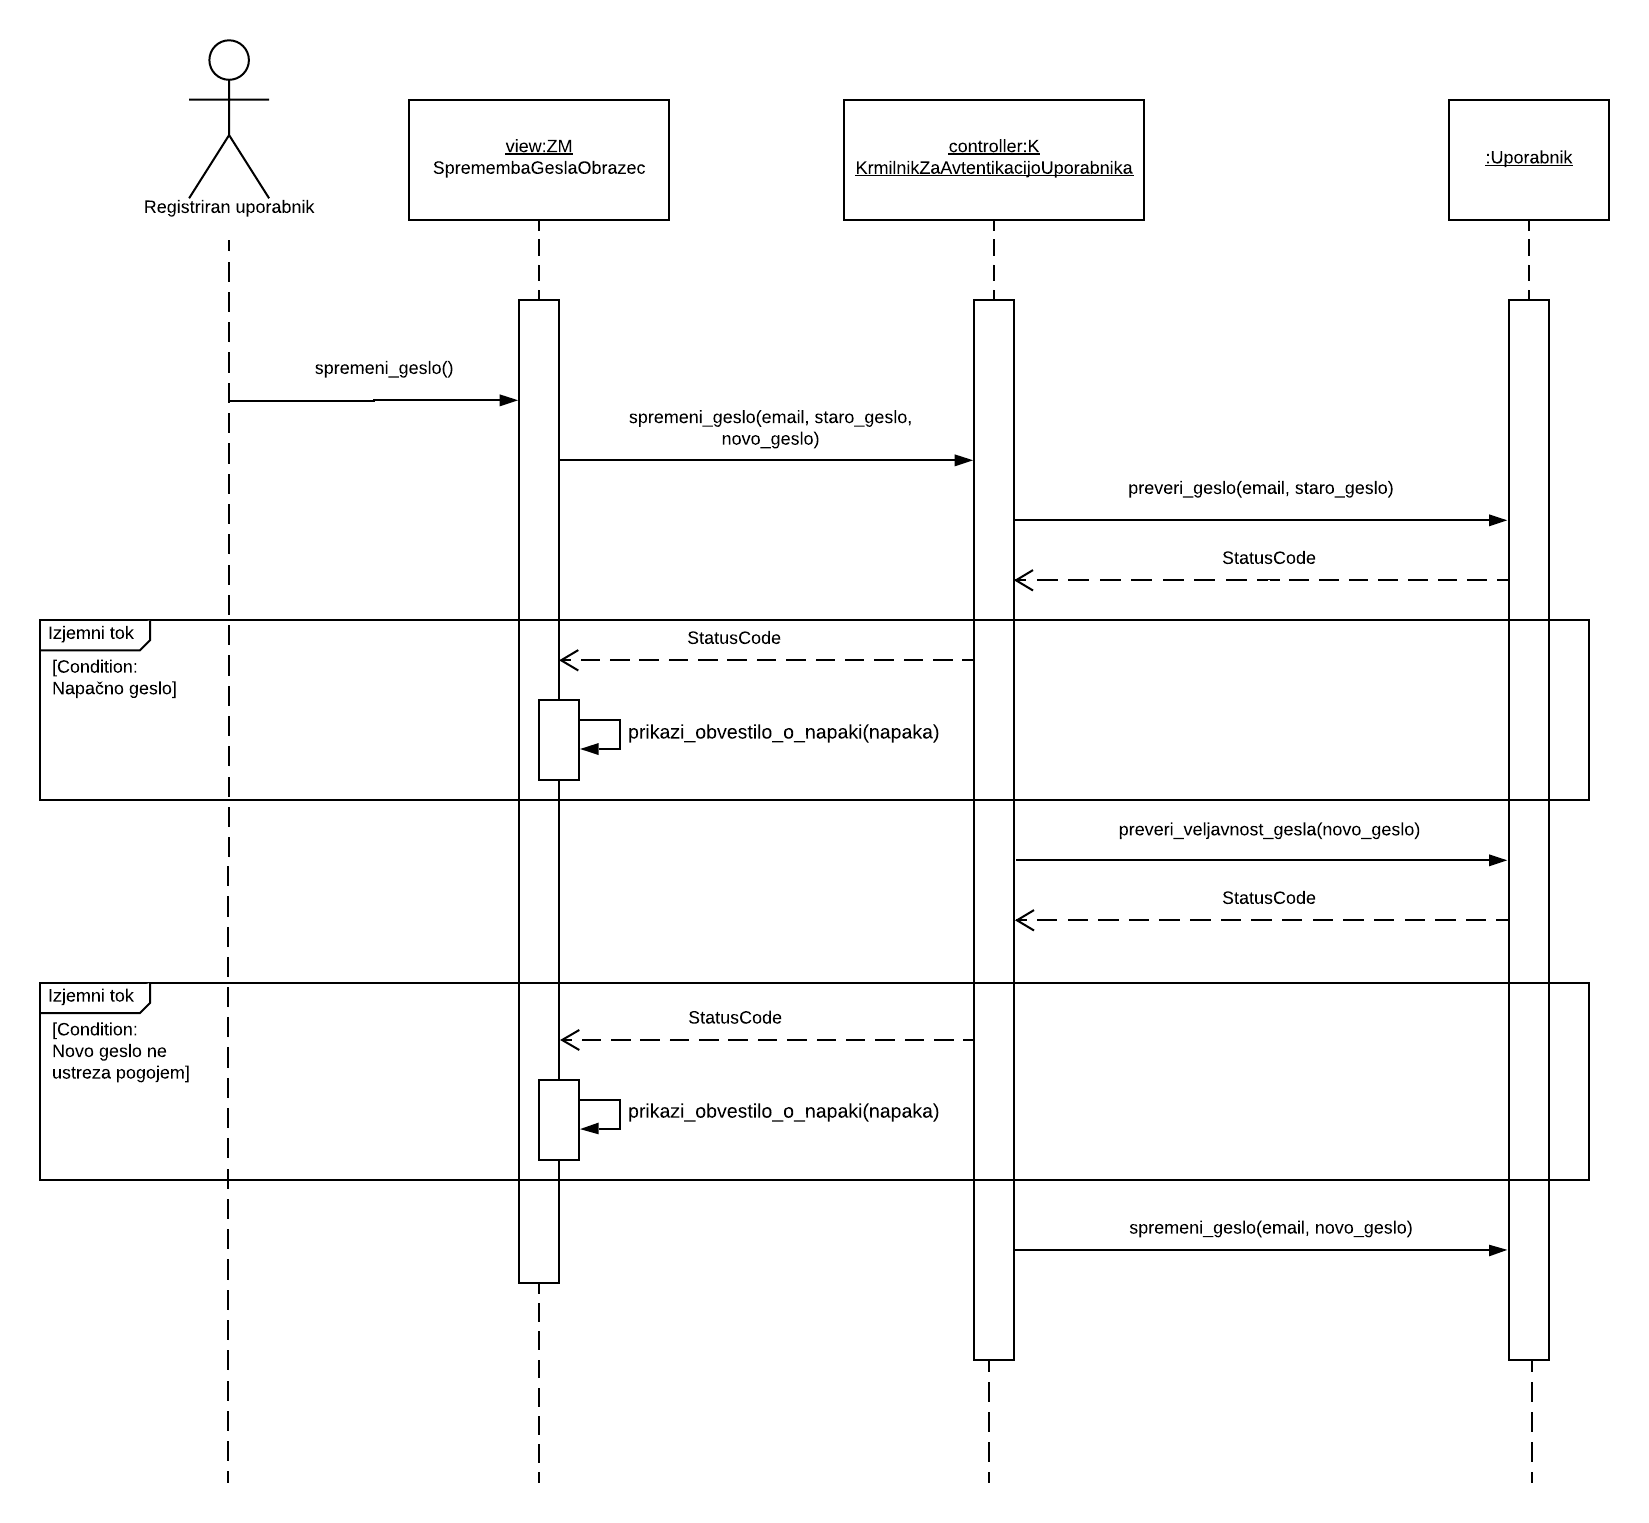 view:ZM
SpremembaGeslaObrazec
controller:K
KrmilnikZaAvtentikacijoUporabnika
:Uporabnik
Registriran uporabnik
spremeni_geslo()
spremeni_geslo(email, staro_geslo,
novo_geslo)
preveri_geslo(email, staro_geslo)
StatusCode
Izjemni tok
StatusCode
[Condition:
Napačno geslo]
prikazi_obvestilo_o_napaki(napaka)
preveri_veljavnost_gesla(novo_geslo)
StatusCode
Izjemni tok
StatusCode
[Condition:
Novo geslo ne
ustreza pogojem]
prikazi_obvestilo_o_napaki(napaka)
spremeni_geslo(email, novo_geslo)